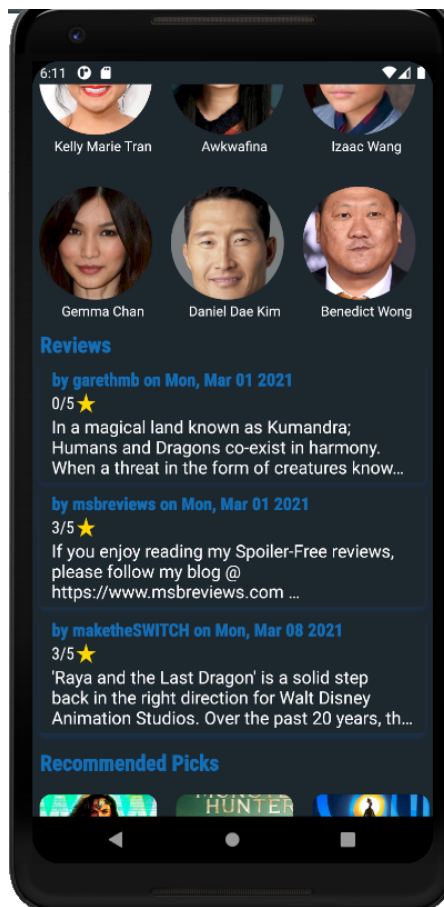 6:11
Kelly Marie Tran Awkwafina Izaac Wang
Gemma Chan Daniel Dae Kim Benedict Wong
Reviews
by garethmb on Mon, Mar 01 2021
0/5
In a magical land known as Kumandra;
Humans and Dragons co-exist in harmony.
When a threat in the form of creatures know…
by msbreviews on Mon, Mar 01 2021
3/5
If you enjoy reading my Spoiler-Free reviews,
please follow my blog @
https://www.msbreviews.com …
by maketheSWITCH on Mon, Mar 08 2021
3/5
'Raya and the Last Dragon' is a solid step
back in the right direction for Walt Disney
Animation Studios. Over the past 20 years, th…
Recommended Picks
HUNTER